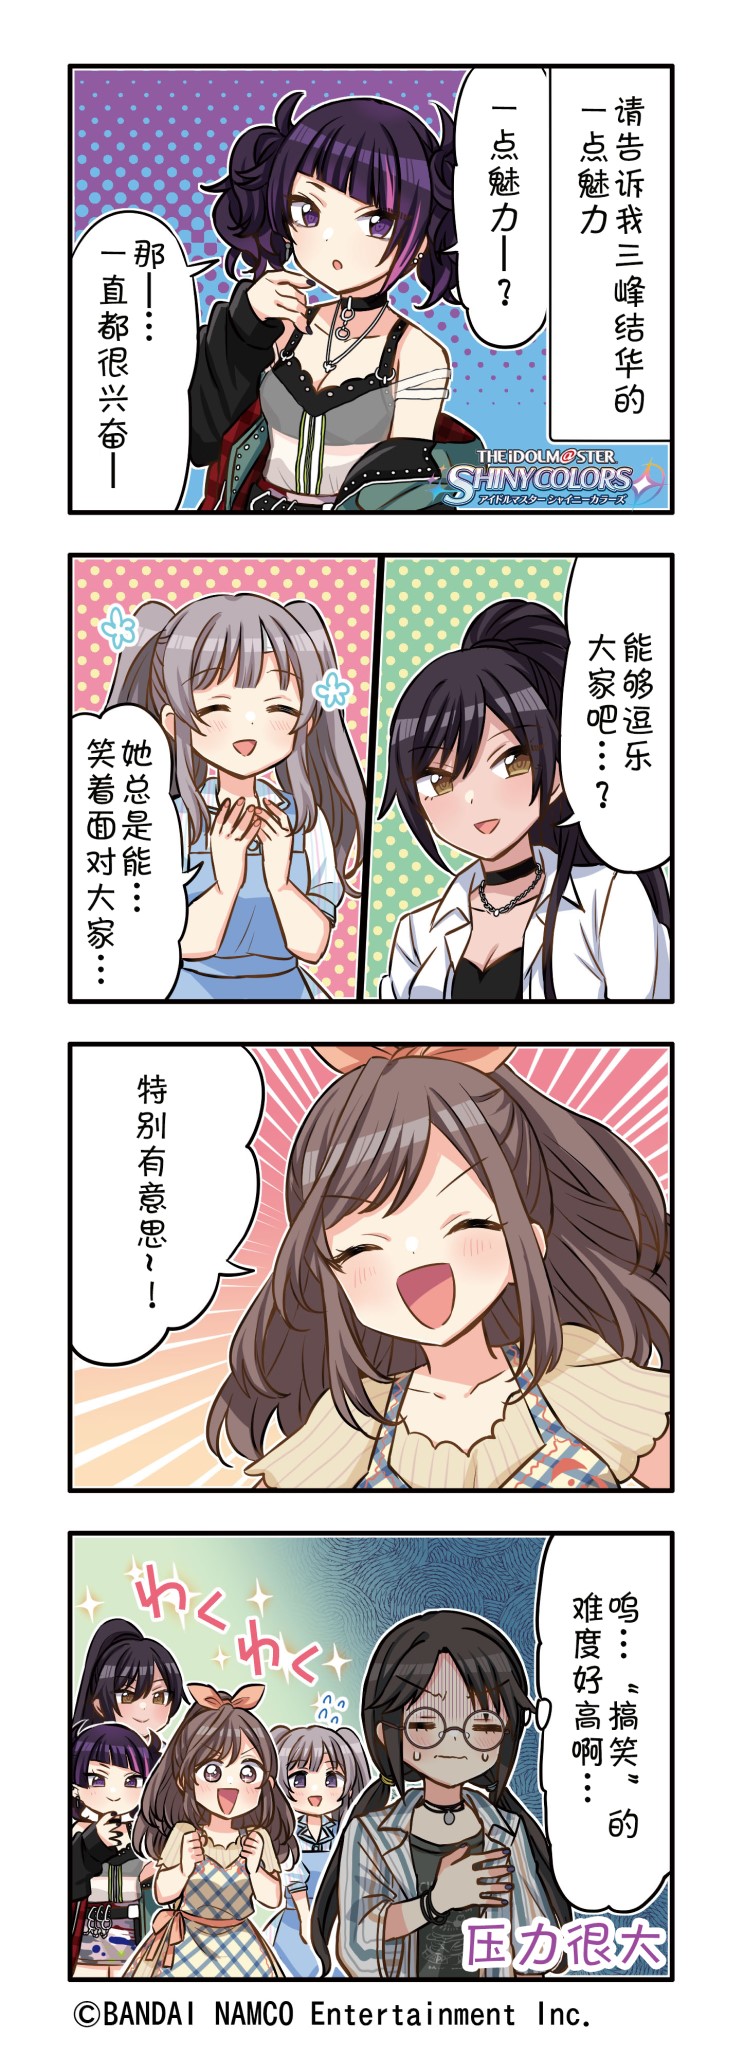 请告诉我三峰结华的
一点魅力
一点魅力ー？
那ー…
一直都很兴奋ー
THE iDOLM@STER
SHINYCOLORS
アイドルマスター シャイニーカラーズ
能够逗乐
大家吧…？
她总是能…
笑着面对大家…
特别有意思～！
呜…“搞笑”的
难度好高啊…
わくわく
压力很大
©BANDAI NAMCO Entertainment Inc.